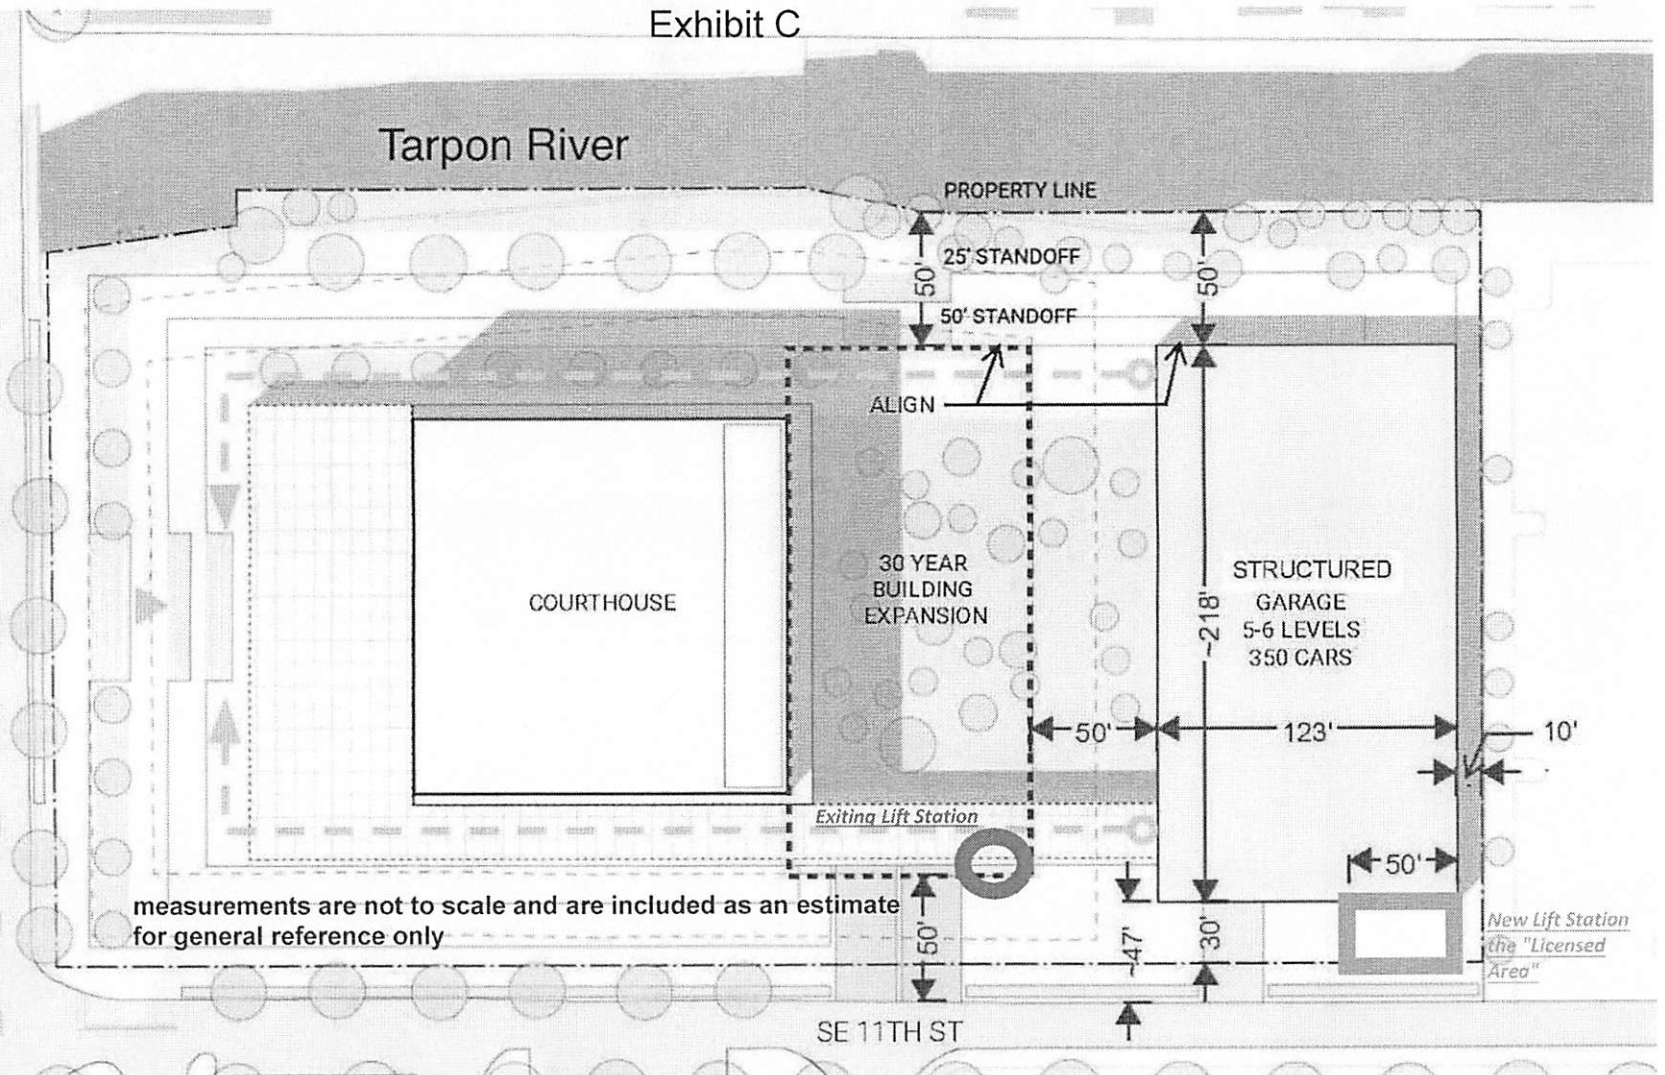 Exhibit C
Tarpon River
PROPERTY LINE
25' STANDOFF
50'
50'
50' STANDOFF
ALIGN
COURTHOUSE
30 YEAR
BUILDING
EXPANSION
STRUCTURED
GARAGE
5-6 LEVELS
350 CARS
~218'
50'
123'
10'
Exiting Lift Station
50'
measurements are not to scale and are included as an estimate
for general reference only
50'
~47'
30'
New Lift Station
the "Licensed
Area"
SE 11TH ST